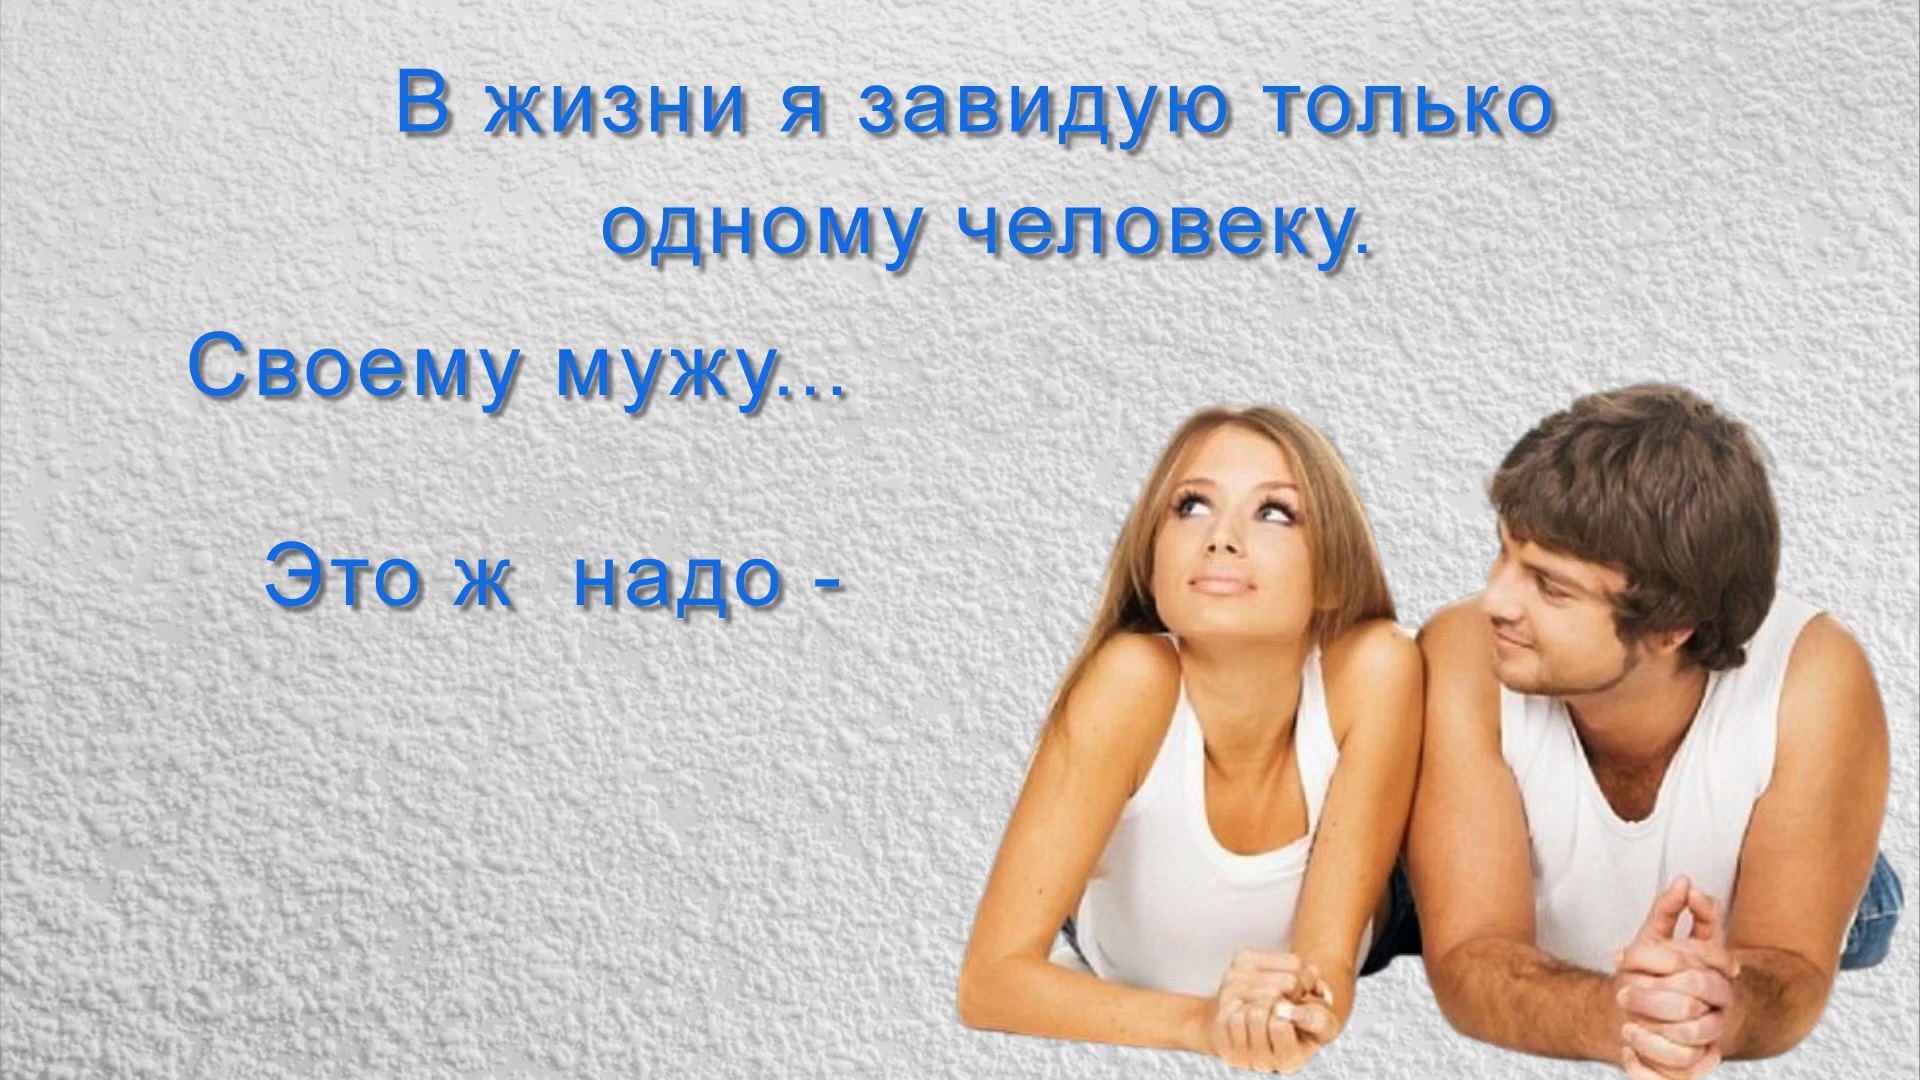 В жизни я завидую только
одному человеку.
Своему мужу...
Это ж надо -